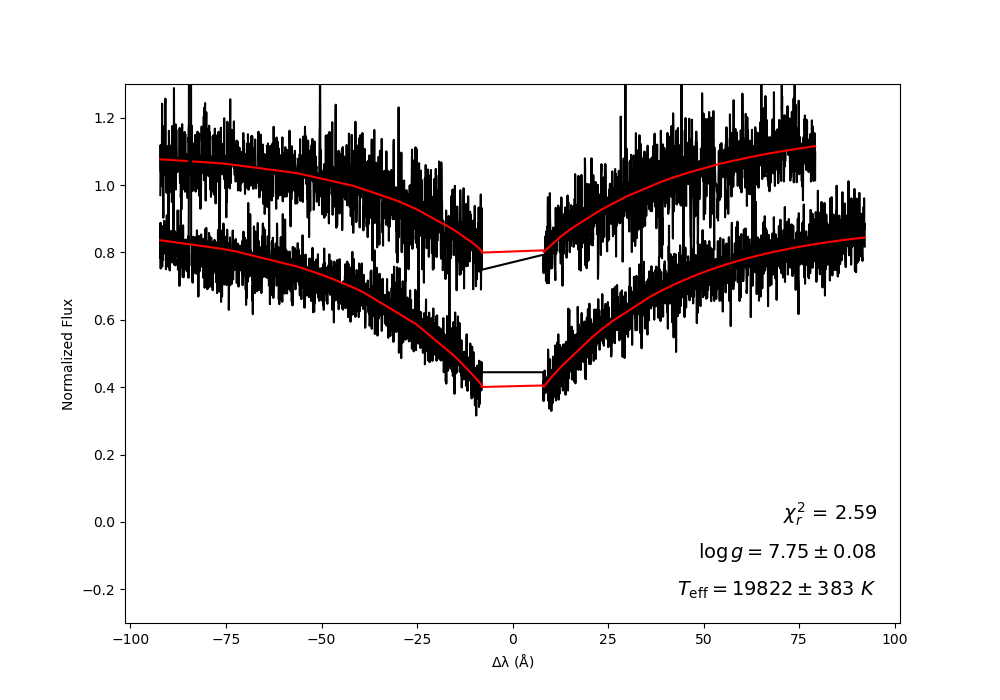 1.2
1.0
0.8
0.6
0.4
0.2
0.0
−0.2
Normalized Flux
χ²ᵣ = 2.59
log g = 7.75 ± 0.08
T_eff = 19822 ± 383 K
−100 −75 −50 −25 0 25 50 75 100
Δλ (Å)